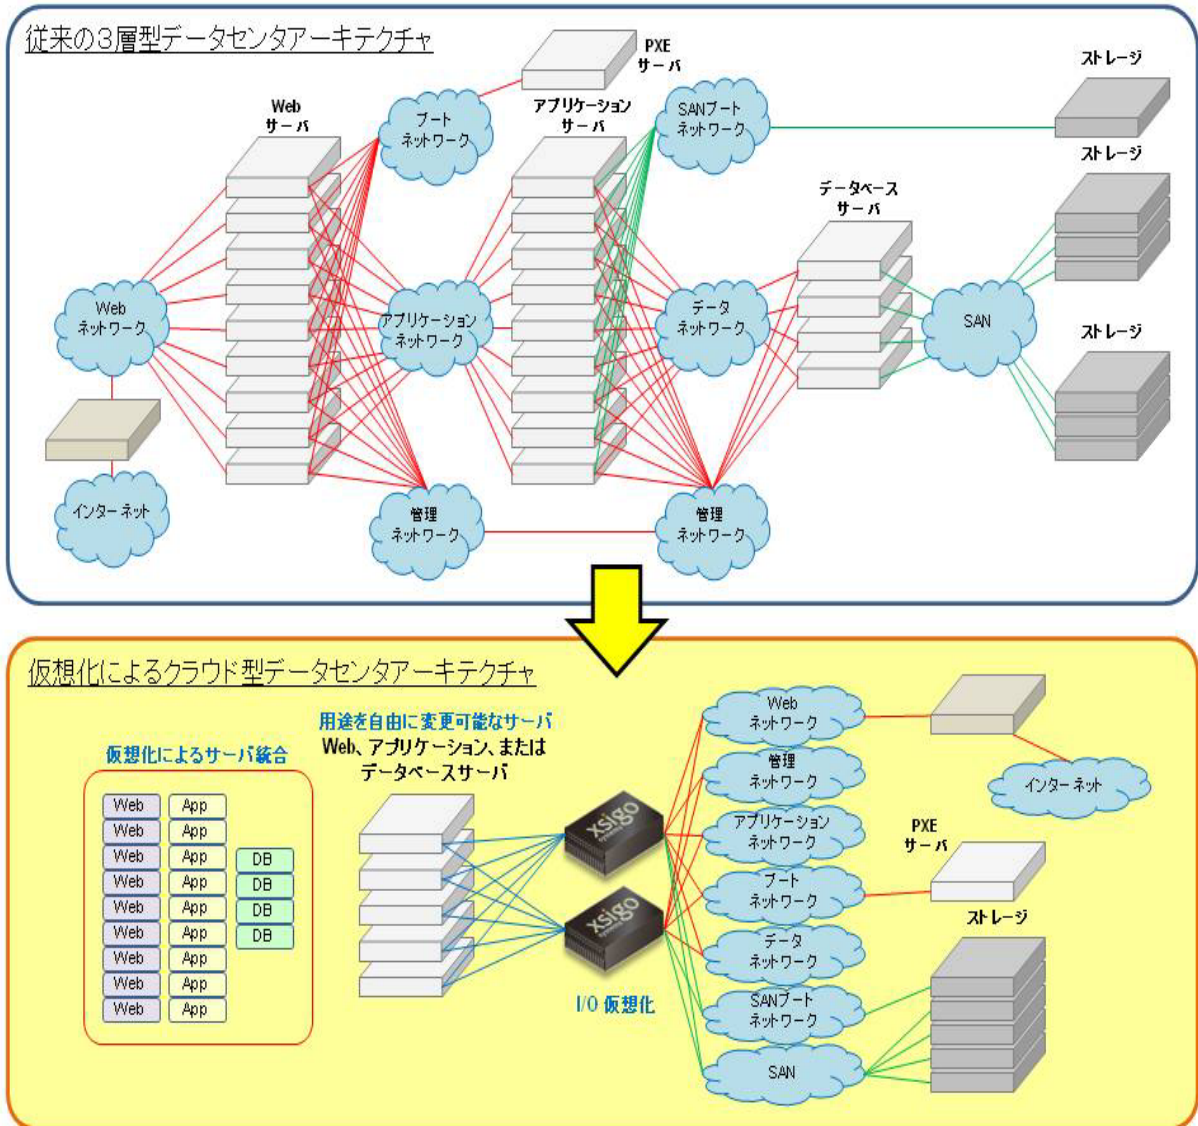 従来の３層型データセンタアーキテクチャ
PXE
サーバ
ストレージ
Web
サーバ
ブート
ネットワーク
アプリケーション
サーバ
SANブート
ネットワーク
ストレージ
データベース
サーバ
Web
ネットワーク
アプリケーション
ネットワーク
データ
ネットワーク
SAN
ストレージ
インターネット
管理
ネットワーク
管理
ネットワーク
仮想化によるクラウド型データセンタアーキテクチャ
仮想化によるサーバ統合
用途を自由に変更可能なサーバ
Web、アプリケーション、または
データベースサーバ
Web App
Web App
Web App DB
Web App DB
Web App DB
Web App DB
Web App
Web App
Web App
xsigo
systems
xsigo
systems
I/O 仮想化
Web
ネットワーク
管理
ネットワーク
アプリケーション
ネットワーク
ブート
ネットワーク
データ
ネットワーク
SANブート
ネットワーク
SAN
インターネット
PXE
サーバ
ストレージ